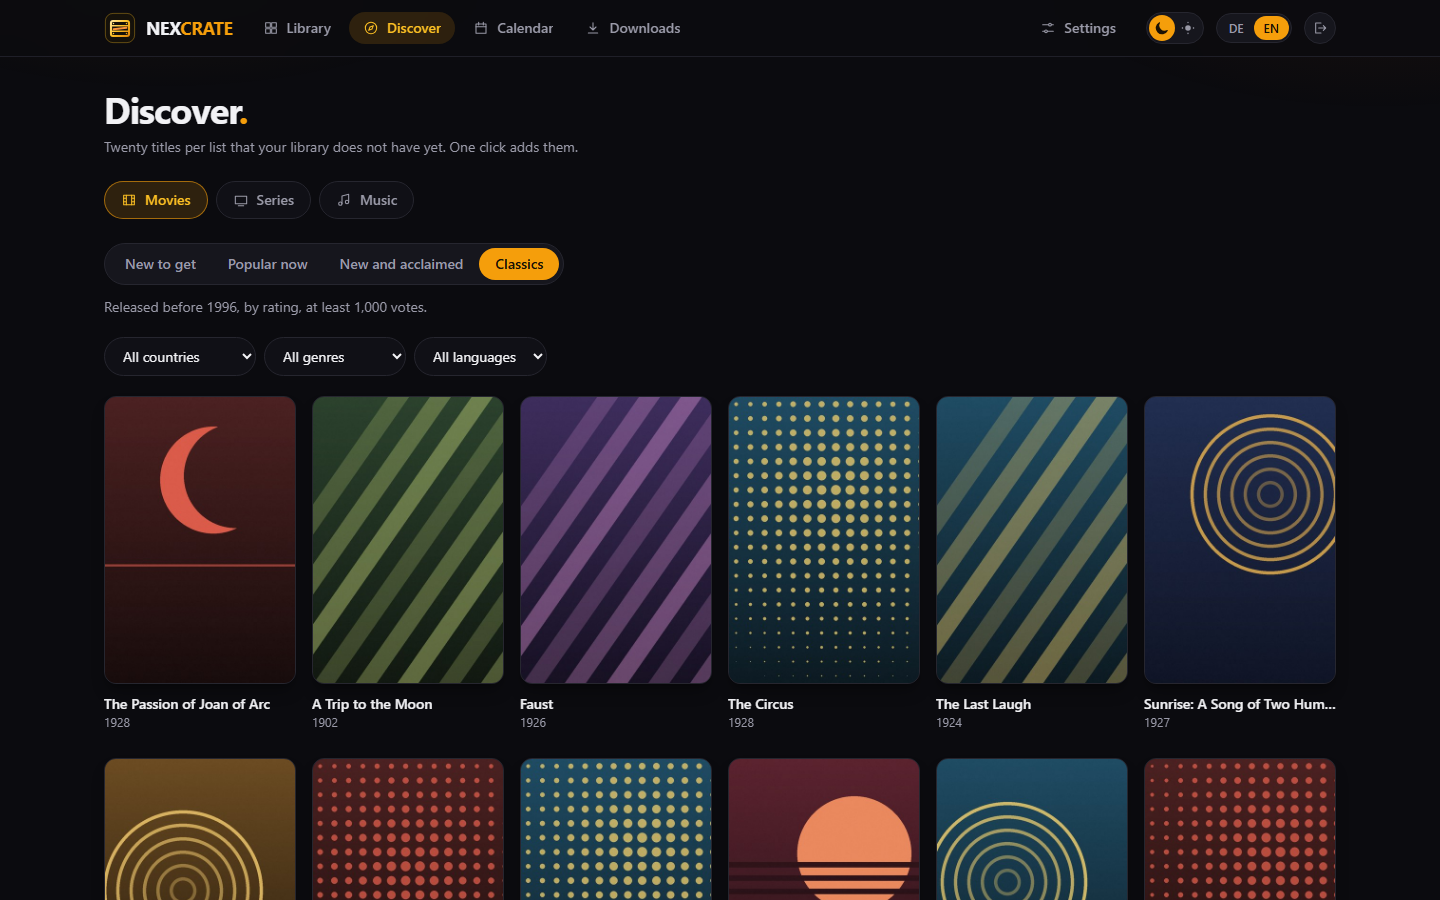 NEXCRATE Library Discover Calendar Downloads Settings DE EN
Discover.
Twenty titles per list that your library does not have yet. One click adds them.
Movies Series Music
New to get Popular now New and acclaimed Classics
Released before 1996, by rating, at least 1,000 votes.
All countries All genres All languages
The Passion of Joan of Arc
1928
A Trip to the Moon
1902
Faust
1926
The Circus
1928
The Last Laugh
1924
Sunrise: A Song of Two Hum...
1927